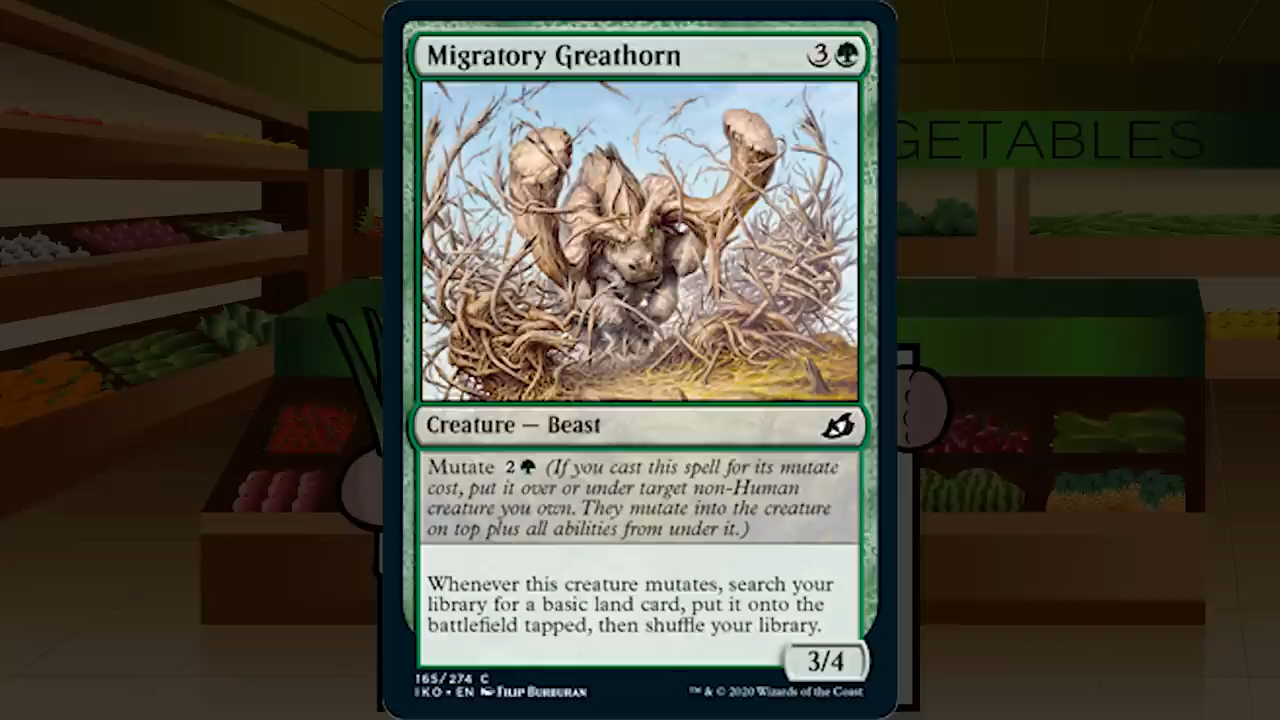 Migratory Greathorn 3
GETABLES
Creature — Beast
Mutate 2 (If you cast this spell for its mutate
cost, put it over or under target non-Human
creature you own. They mutate into the creature
on top plus all abilities from under it.)
Whenever this creature mutates, search your
library for a basic land card, put it onto the
battlefield tapped, then shuffle your library.
3/4
165/274 C
IKO • EN Filip Burburan
™ & © 2020 Wizards of the Coast